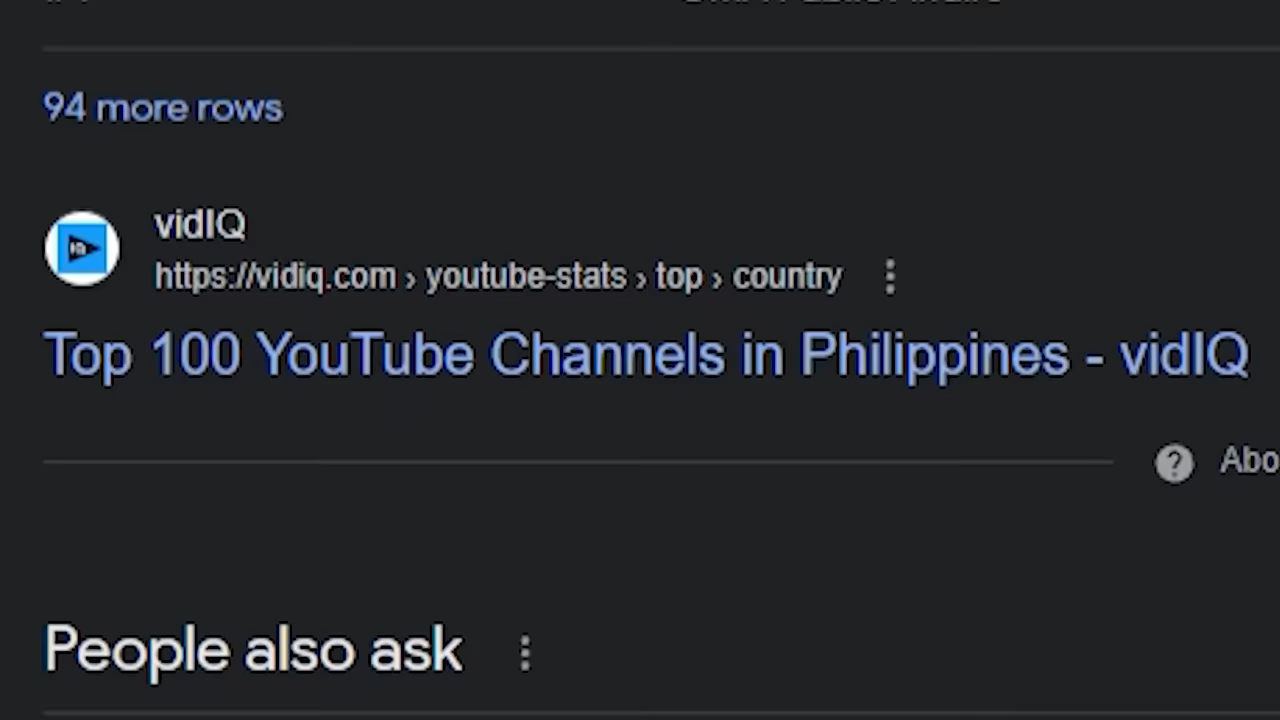 94 more rows
vidIQ
https://vidiq.com › youtube-stats › top › country
Top 100 YouTube Channels in Philippines - vidIQ
Abo
People also ask